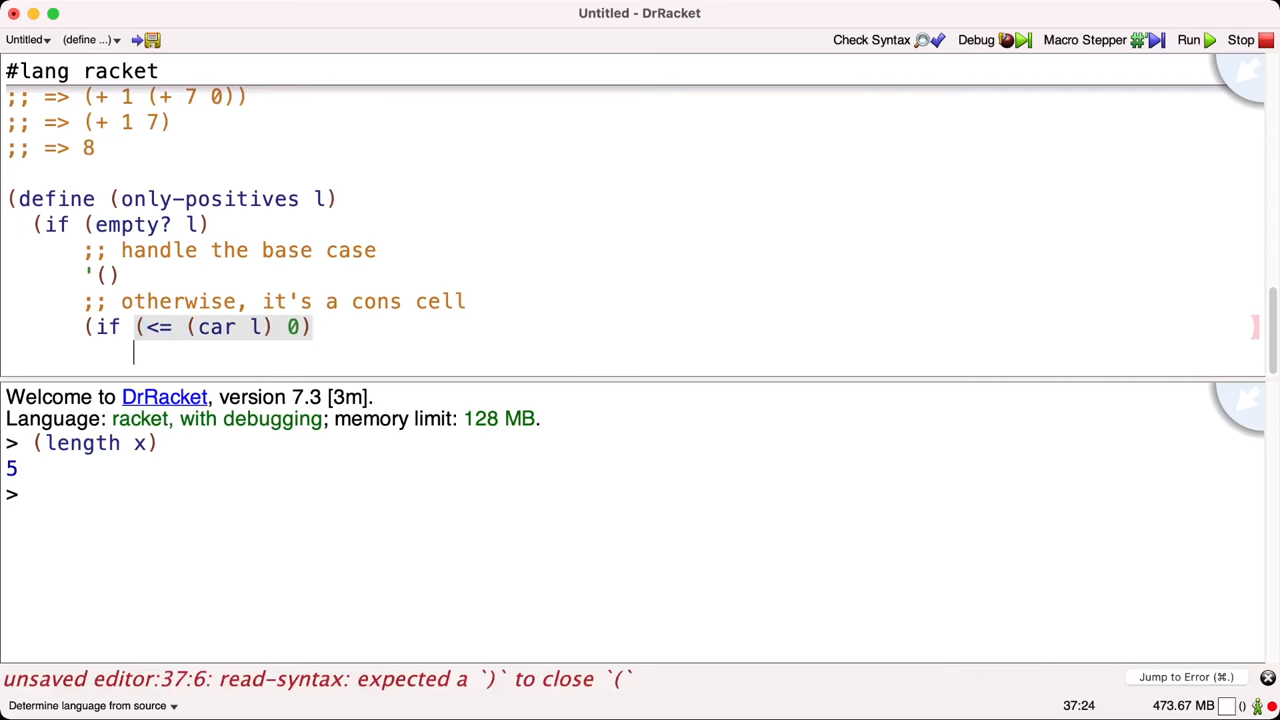 Untitled - DrRacket
Untitled▾ (define ...)▾ Check Syntax Debug Macro Stepper Run Stop
#lang racket
;; => (+ 1 (+ 7 0))
;; => (+ 1 7)
;; => 8
(define (only-positives l)
(if (empty? l)
;; handle the base case
'()
;; otherwise, it's a cons cell
(if (<= (car l) 0)
)
Welcome to DrRacket, version 7.3 [3m].
Language: racket, with debugging; memory limit: 128 MB.
> (length x)
5
>
unsaved editor:37:6: read-syntax: expected a `)` to close `(`
Jump to Error (⌘.)
Determine language from source ▾ 37:24 473.67 MB ()